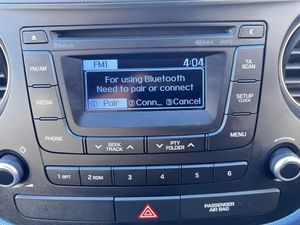 Bluetooth
FM1 4:04
For using Bluetooth
Need to pair or connect
① Pair ② Conn... ③ Cancel
FM/AM
MEDIA
PHONE
TA
SCAN
SETUP
CLOCK
MENU
SEEK
TRACK
PTY
FOLDER
1 RPT
2 RDM
3
4
5
6
PASSENGER
AIR BAG